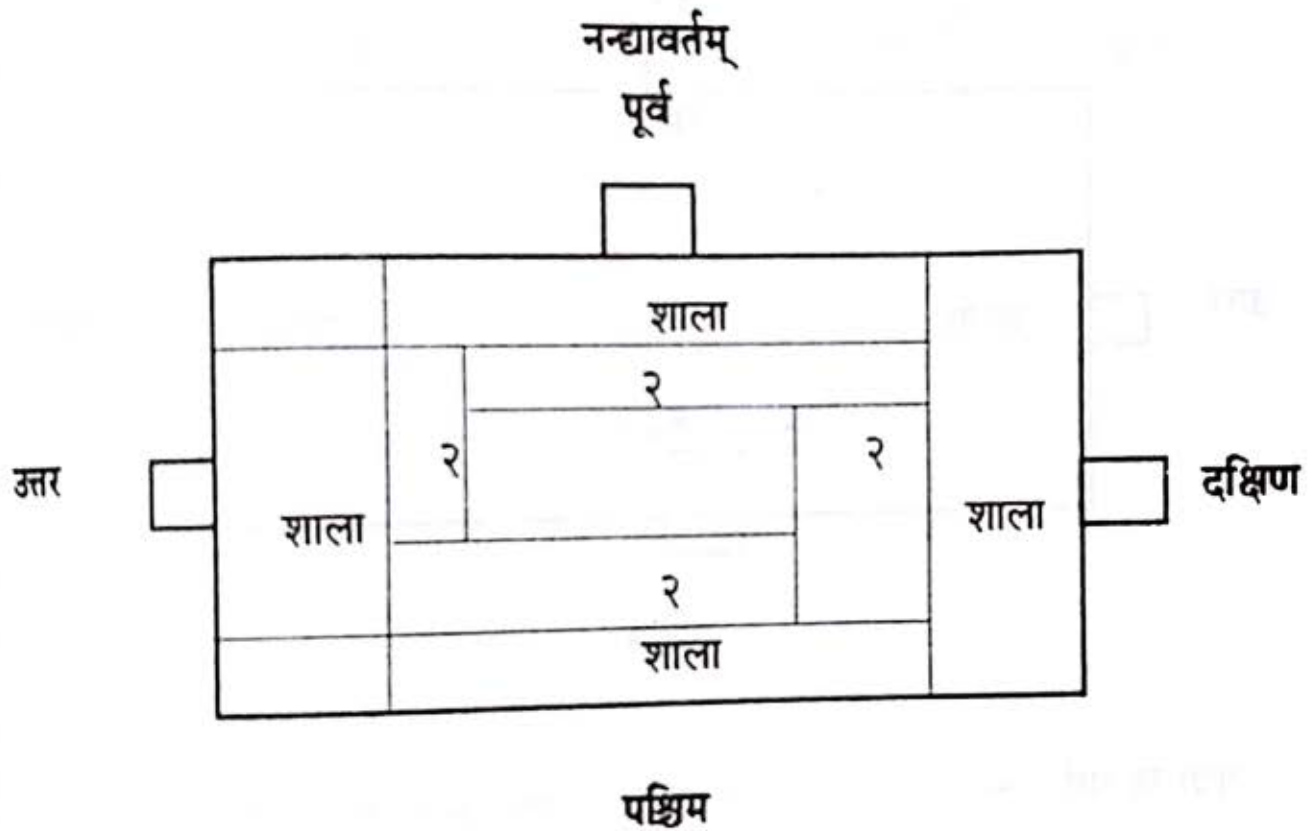 नन्द्यावर्तम्
पूर्व
शाला
२
२
२
उत्तर
दक्षिण
शाला
शाला
२
शाला
पश्चिम